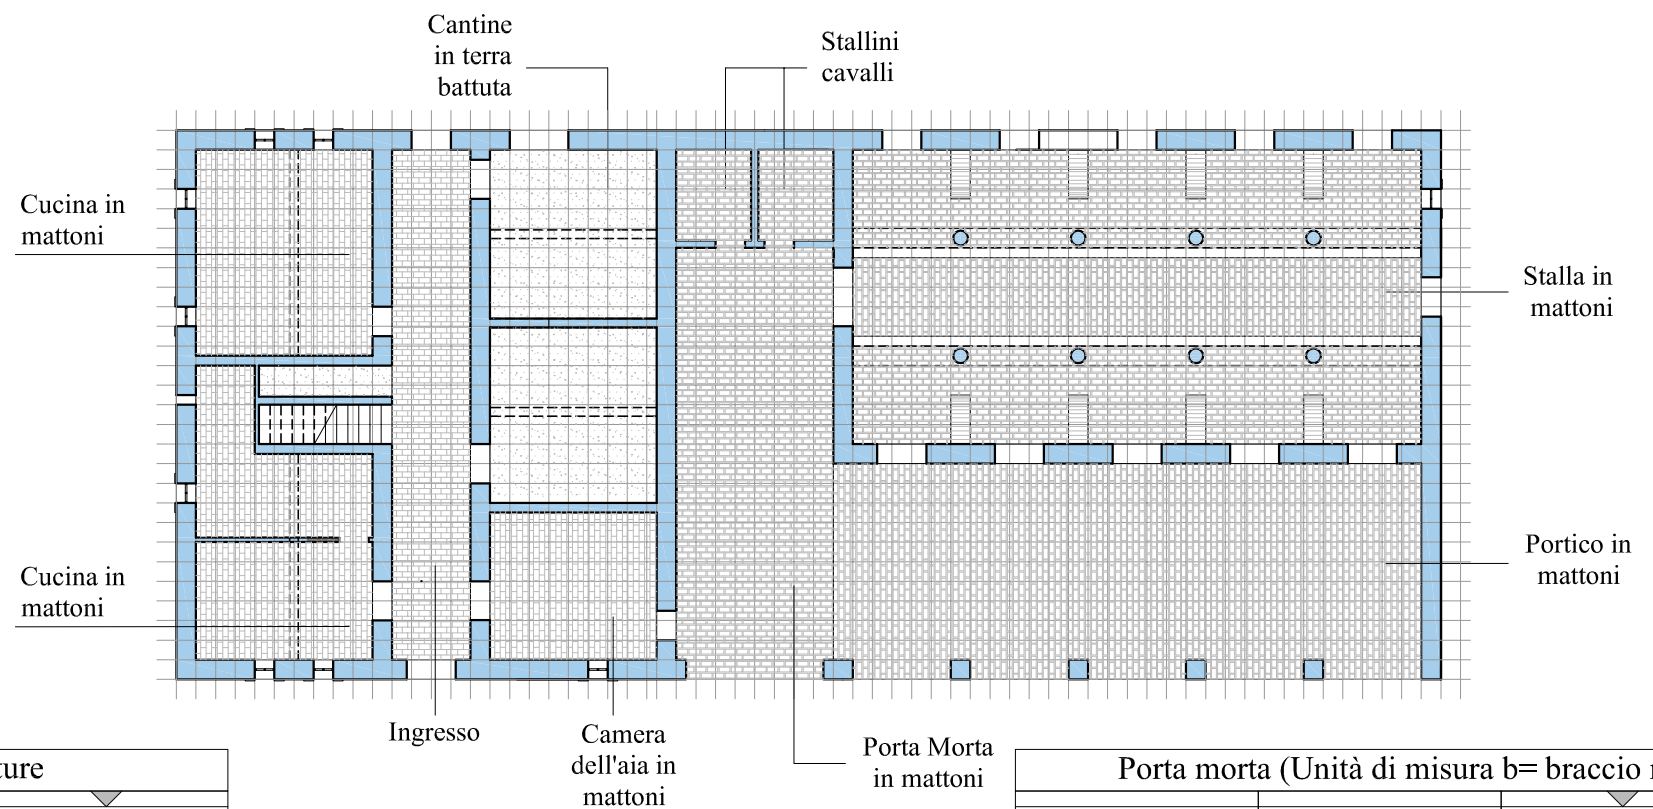 Cantine
in terra
battuta
Stallini
cavalli
Cucina in
mattoni
Stalla in
mattoni
Cucina in
mattoni
Portico in
mattoni
Ingresso
Camera
dell'aia in
mattoni
Porta Morta
in mattoni
ture
Porta morta (Unità di misura b= braccio